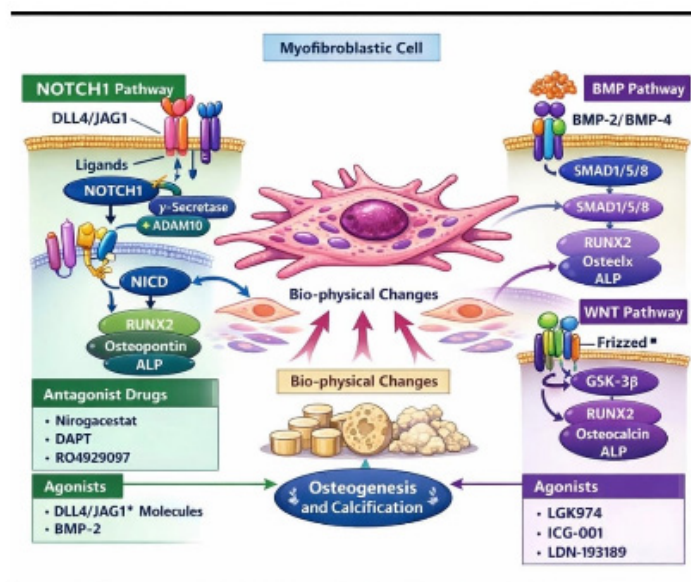 Myofibroblastic Cell
NOTCH1 Pathway
DLL4/JAG1
Ligands
NOTCH1
γ-Secretase
+ ADAM10
NICD
RUNX2
Osteopontin
ALP
Antagonist Drugs
• Nirogacestat
• DAPT
• RO4929097
Agonists
• DLL4/JAG1* Molecules
• BMP-2
Bio-physical Changes
Bio-physical Changes
Osteogenesis
and Calcification
BMP Pathway
BMP-2/BMP-4
SMAD1/5/8
SMAD1/5/8
RUNX2
Osteelx
ALP
WNT Pathway
Frizzed
GSK-3β
RUNX2
Osteocalcin
ALP
Agonists
• LGK974
• ICG-001
• LDN-193189